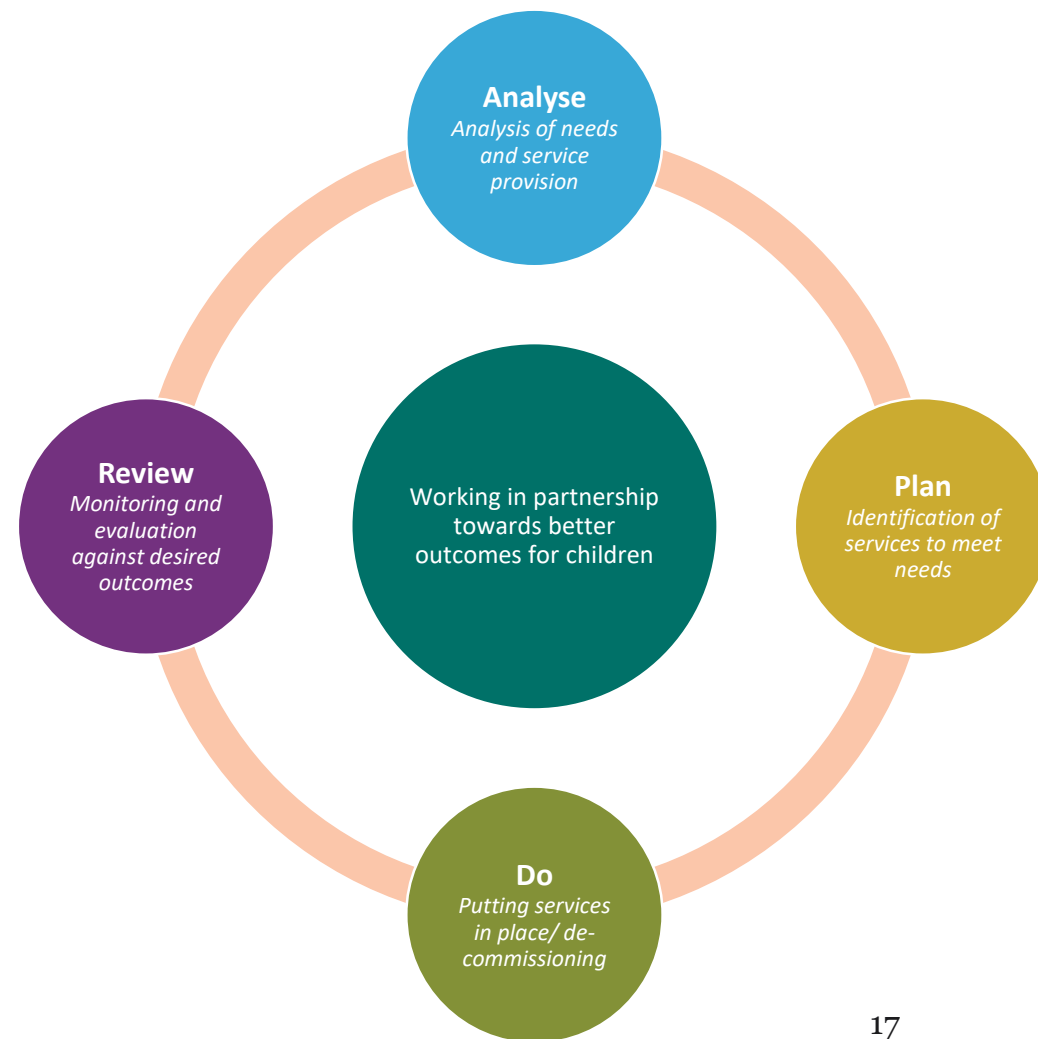 Analyse
Analysis of needs
and service
provision
Plan
Identification of
services to meet
needs
Do
Putting services
in place/ de-
commissioning
Review
Monitoring and
evaluation
against desired
outcomes
Working in partnership
towards better
outcomes for children
17